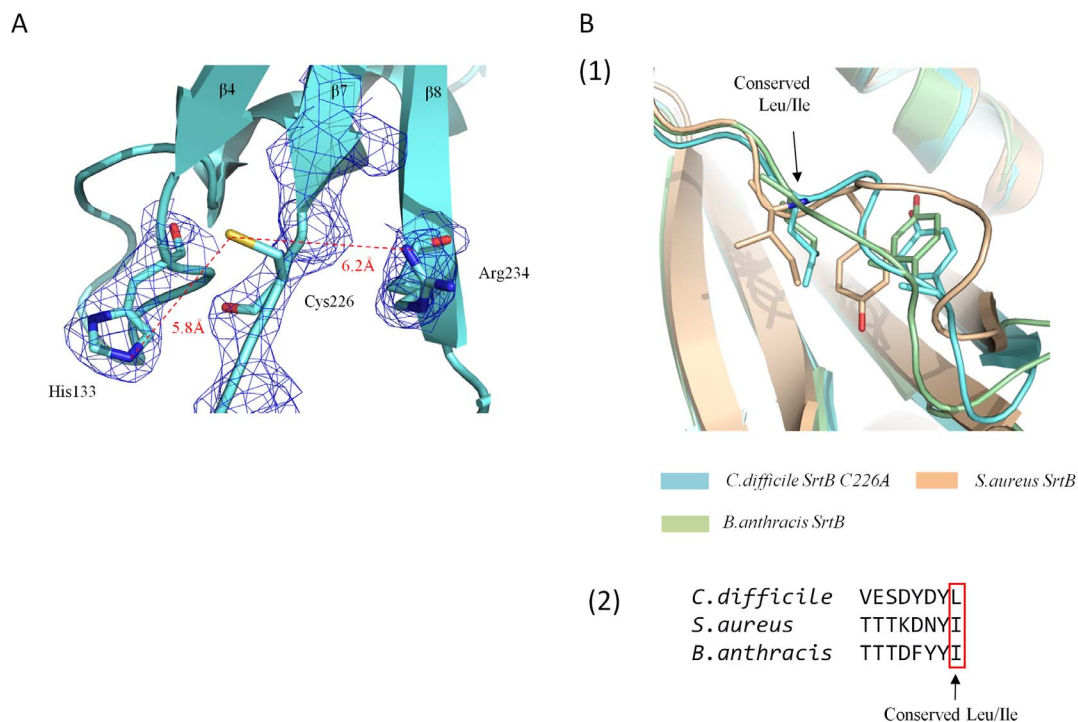 A
β4
β7
β8
6.2Å
Arg234
Cys226
5.8Å
His133
B
(1)
Conserved
Leu/Ile
C.difficile SrtB C226A
S.aureus SrtB
B.anthracis SrtB
(2)
C.difficile VESDYDYL
S.aureus TTTKDNYI
B.anthracis TTTDFYYI
Conserved Leu/Ile